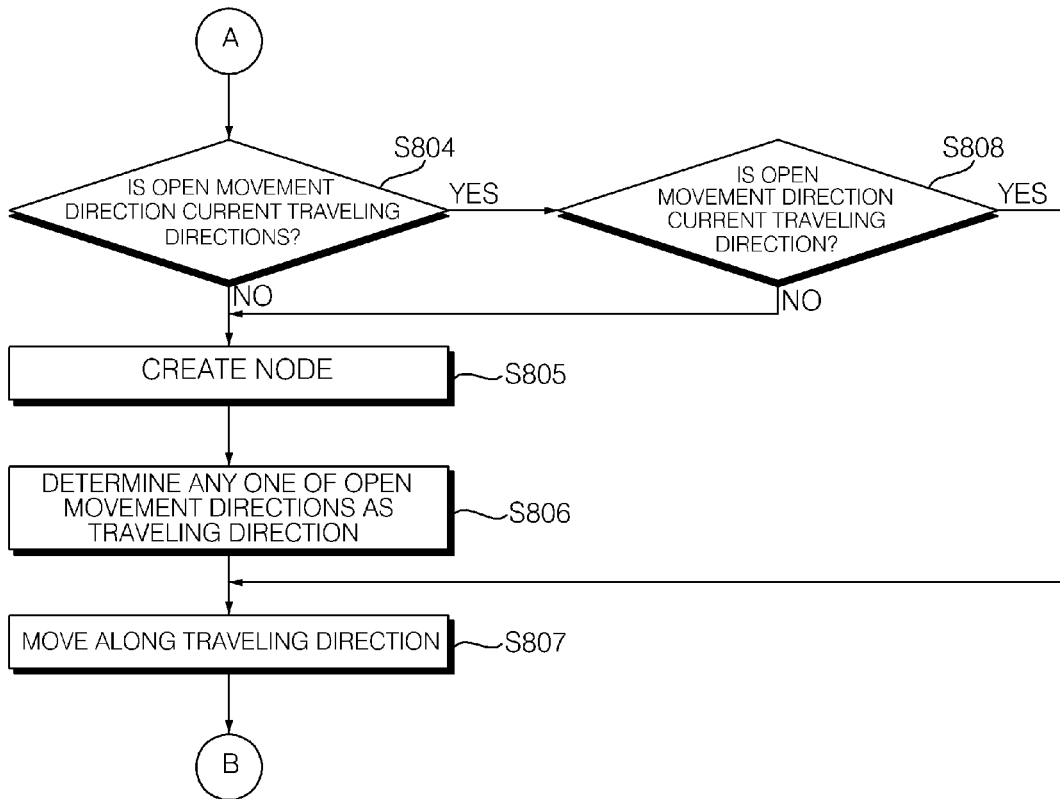 A
S804
IS OPEN MOVEMENT
DIRECTION CURRENT TRAVELING
DIRECTIONS?
YES
NO
S808
IS OPEN
MOVEMENT DIRECTION
CURRENT TRAVELING
DIRECTION?
YES
NO
CREATE NODE
S805
DETERMINE ANY ONE OF OPEN
MOVEMENT DIRECTIONS AS
TRAVELING DIRECTION
S806
MOVE ALONG TRAVELING DIRECTION
S807
B